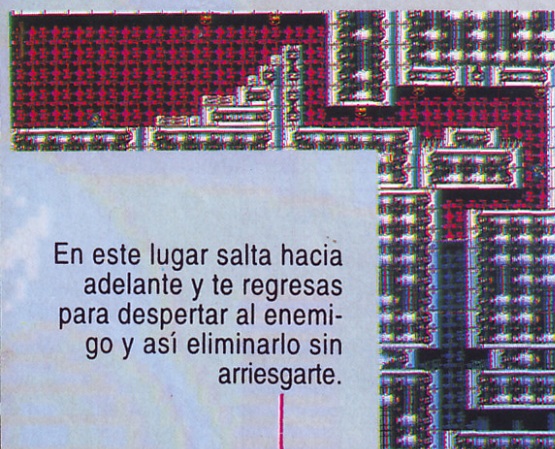 En este lugar salta hacia
adelante y te regresas
para despertar al enemi-
go y así eliminarlo sin
arriesgarte.